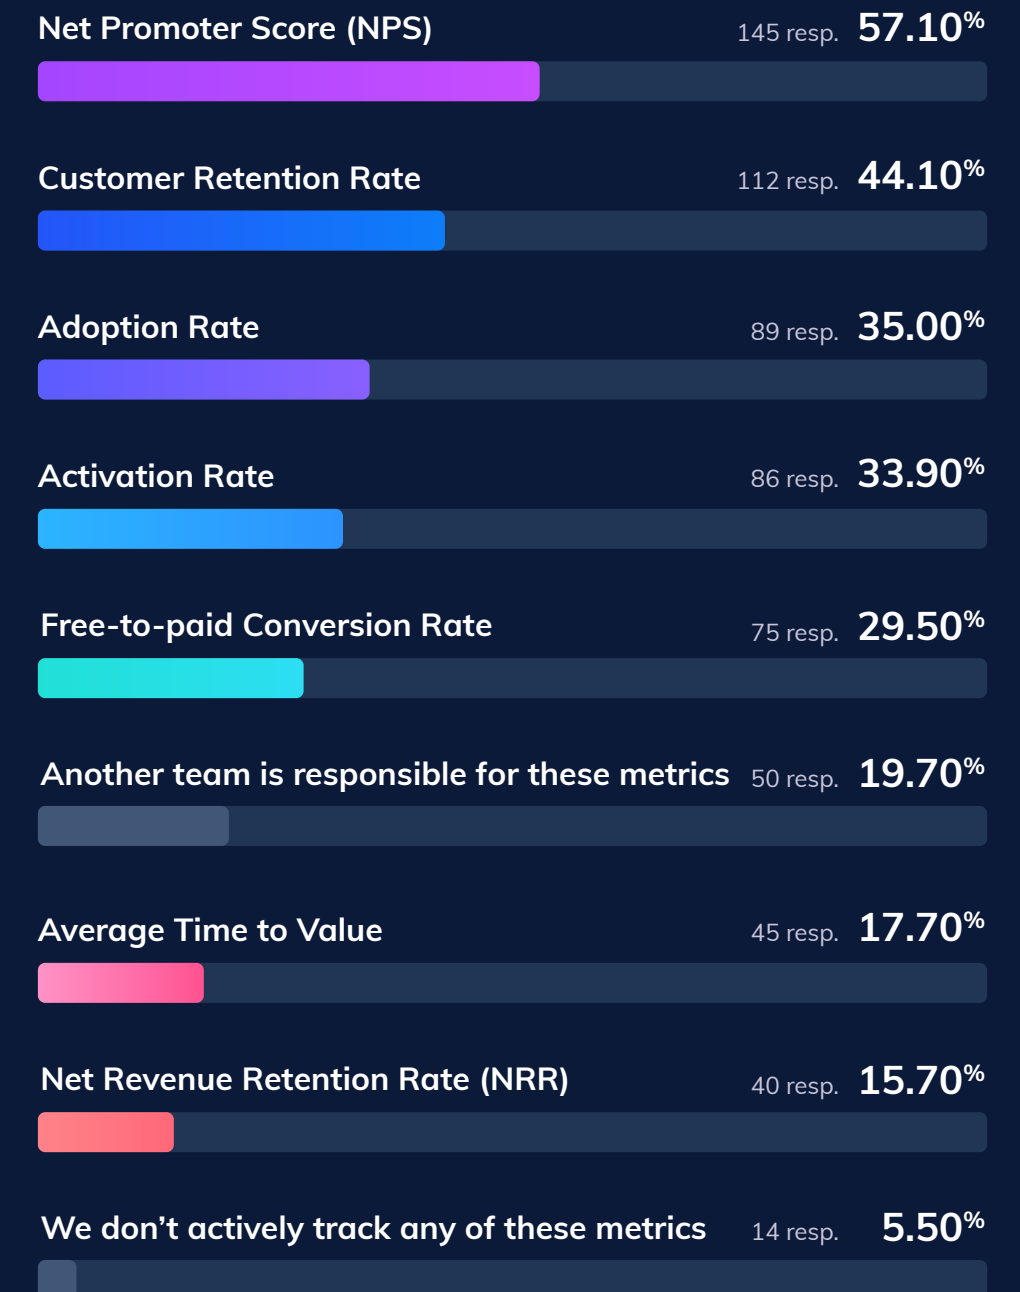 Net Promoter Score (NPS) 145 resp. 57.10%
Customer Retention Rate 112 resp. 44.10%
Adoption Rate 89 resp. 35.00%
Activation Rate 86 resp. 33.90%
Free-to-paid Conversion Rate 75 resp. 29.50%
Another team is responsible for these metrics 50 resp. 19.70%
Average Time to Value 45 resp. 17.70%
Net Revenue Retention Rate (NRR) 40 resp. 15.70%
We don’t actively track any of these metrics 14 resp. 5.50%